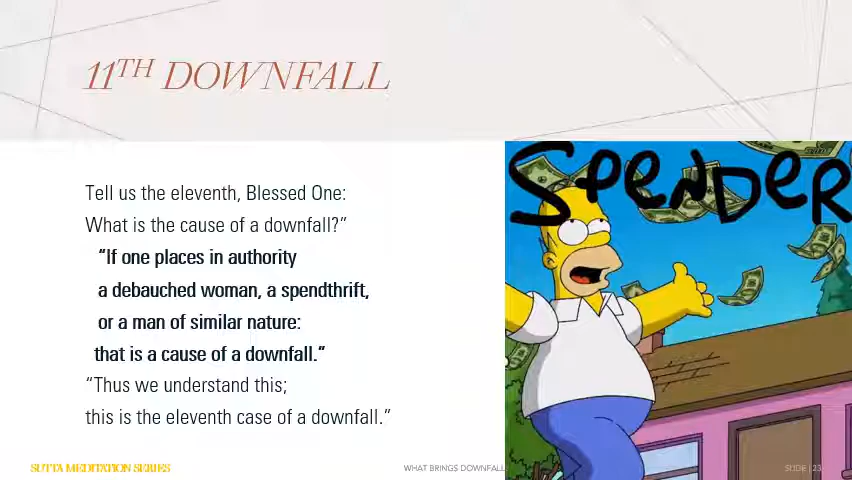 11TH DOWNFALL
SPENDER
Tell us the eleventh, Blessed One:
What is the cause of a downfall?”
“If one places in authority
a debauched woman, a spendthrift,
or a man of similar nature:
that is a cause of a downfall.”
“Thus we understand this;
this is the eleventh case of a downfall.”
SUTTA MEDITATION SERIES
WHAT BRINGS DOWNFALL
SLIDE | 23